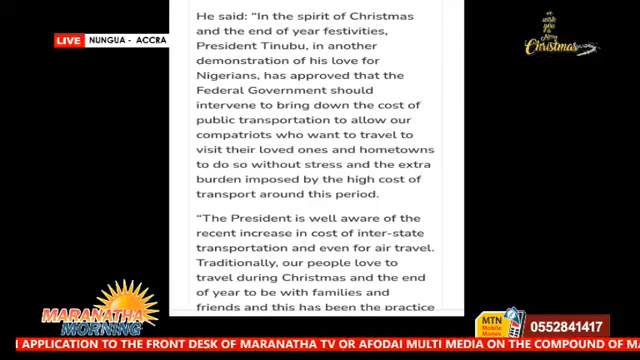 He said: "In the spirit of Christmas
and the end of year festivities,
President Tinubu, in another
demonstration of his love for
Nigerians, has approved that the
Federal Government should
intervene to bring down the cost of
public transportation to allow our
compatriots who want to travel to
visit their loved ones and hometowns
to do so without stress and the extra
burden imposed by the high cost of
transport around this period.
"The President is well aware of the
recent increase in cost of inter-state
transportation and even for air travel.
Traditionally, our people love to
travel during Christmas and the end
of year to be with families and
friends and this has been the practice
LIVE NUNGUA - ACCRA
we
wish
you
a
Merry
Christmas
MARANATHA
MORNING
MTN
Mobile
Money
0552841417
APPLICATION TO THE FRONT DESK OF MARANATHA TV OR AFODAI MULTI MEDIA ON THE COMPOUND OF